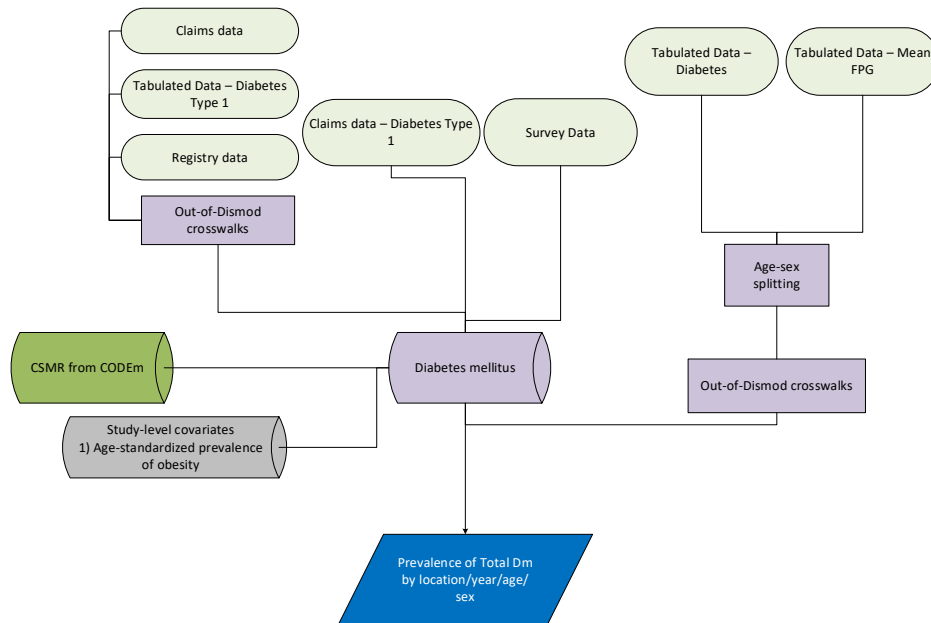 Claims data
Tabulated Data – Diabetes
Type 1
Registry data
Out-of-Dismod
crosswalks
Claims data – Diabetes Type
1
Survey Data
Tabulated Data –
Diabetes
Tabulated Data – Mean
FPG
Age-sex
splitting
CSMR from CODEm
Diabetes mellitus
Out-of-Dismod crosswalks
Study-level covariates
1) Age-standardized prevalence
of obesity
Prevalence of Total Dm
by location/year/age/
sex